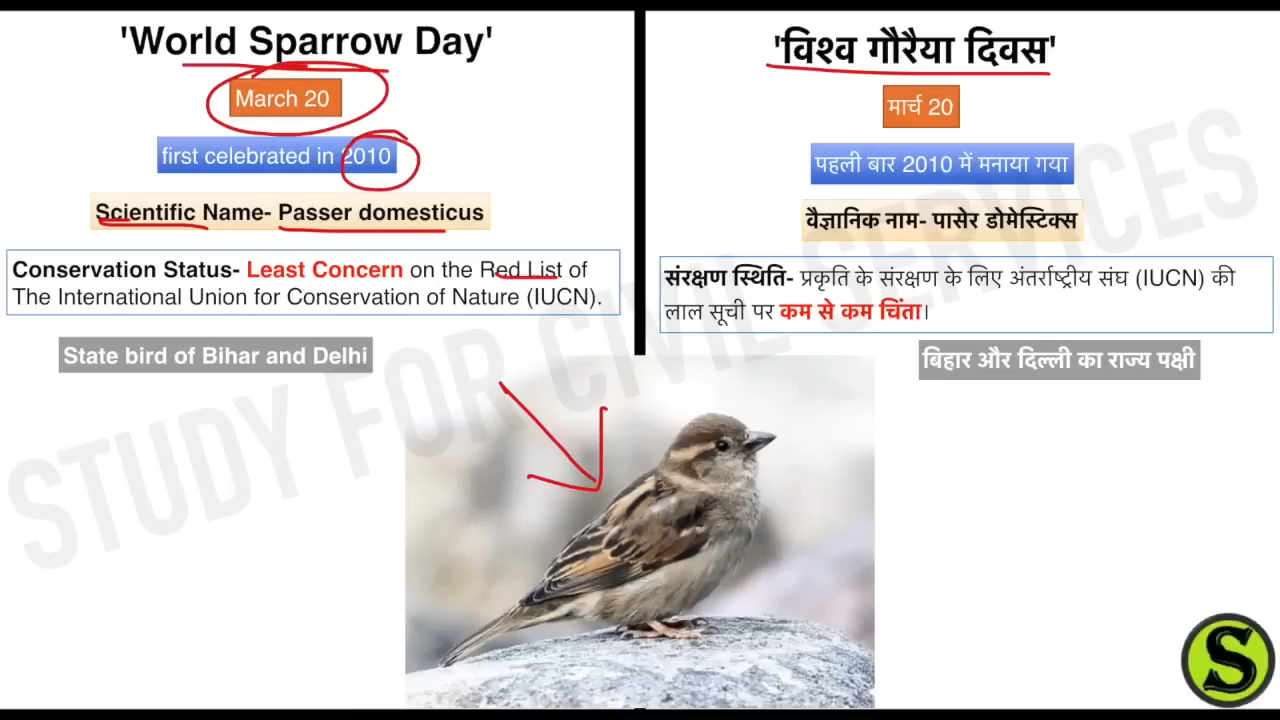 'World Sparrow Day'
March 20
first celebrated in 2010
Scientific Name- Passer domesticus
Conservation Status- Least Concern on the Red List of
The International Union for Conservation of Nature (IUCN).
State bird of Bihar and Delhi
'विश्व गौरैया दिवस'
मार्च 20
पहली बार 2010 में मनाया गया
वैज्ञानिक नाम- पासेर डोमेस्टिक्स
संरक्षण स्थिति- प्रकृति के संरक्षण के लिए अंतर्राष्ट्रीय संघ (IUCN) की
लाल सूची पर कम से कम चिंता।
बिहार और दिल्ली का राज्य पक्षी
STUDY FOR CIVIL SERVICES
S